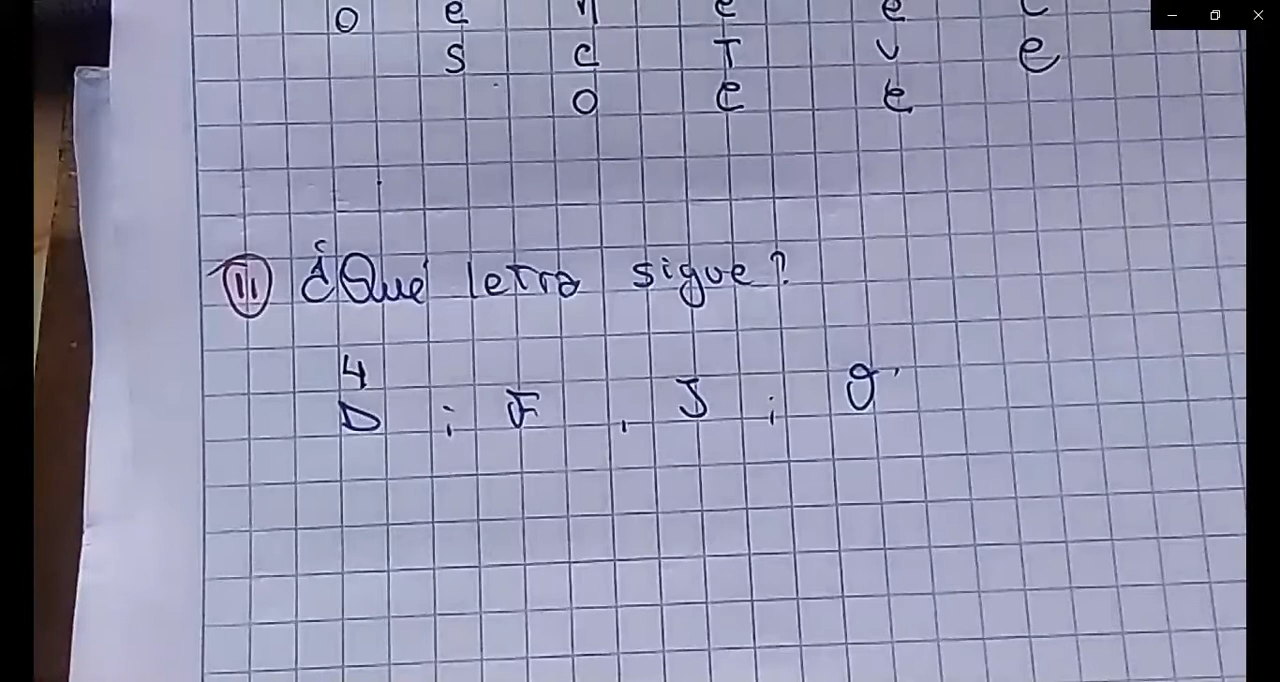 o e n e e c
s c T v e
o e e
11 ¿Qué letra sigue?
4
D ; F , J ; O